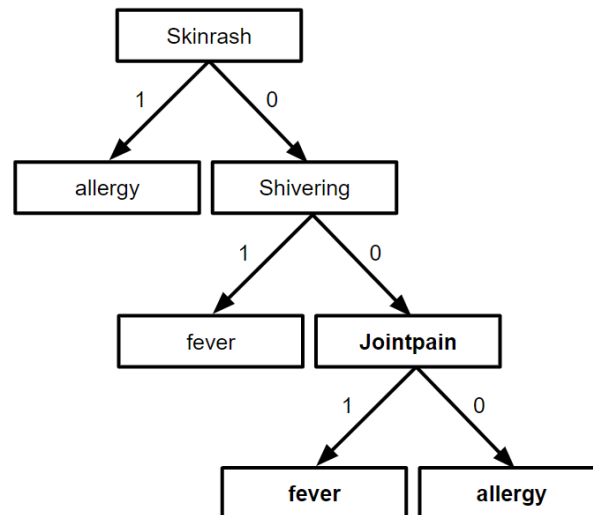 Skinrash
1
0
allergy
Shivering
1
0
fever
Jointpain
1
0
fever
allergy